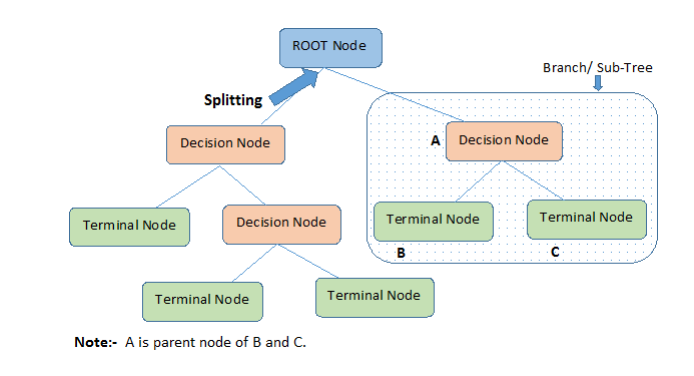 ROOT Node
Branch/ Sub-Tree
Splitting
Decision Node
A Decision Node
Terminal Node
Decision Node
Terminal Node
Terminal Node
B
C
Terminal Node
Terminal Node
Note:- A is parent node of B and C.